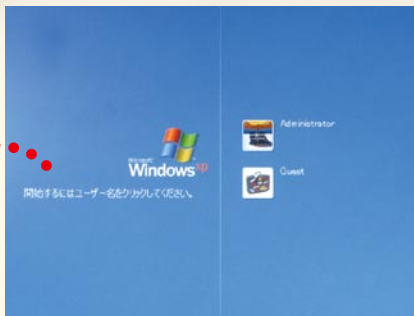 Microsoft
Windows xp
開始するにはユーザー名をクリックしてください。
Administrator
Guest